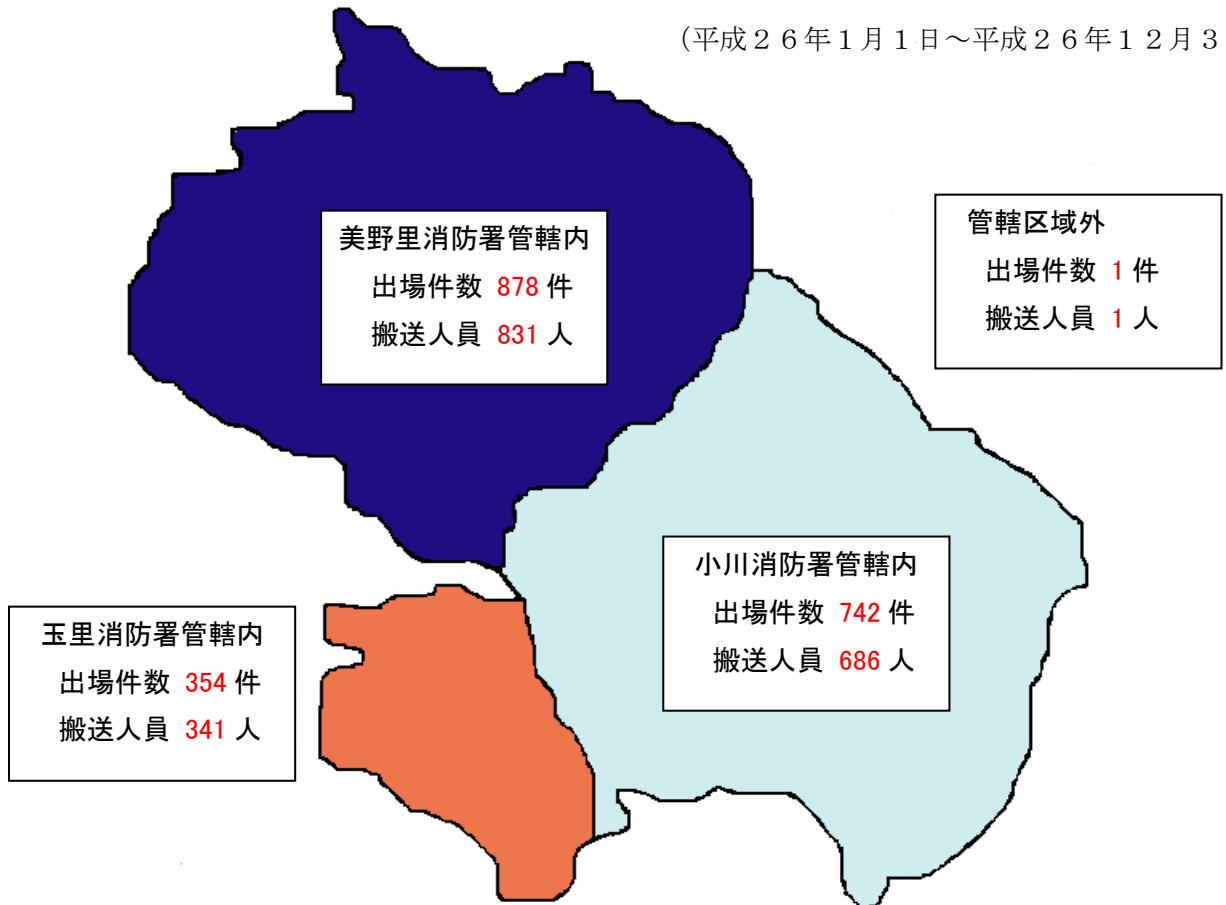 (平成２６年１月１日～平成２６年１２月３
美野里消防署管轄内
出場件数 878 件
搬送人員 831 人
管轄区域外
出場件数 1 件
搬送人員 1 人
小川消防署管轄内
出場件数 742 件
搬送人員 686 人
玉里消防署管轄内
出場件数 354 件
搬送人員 341 人